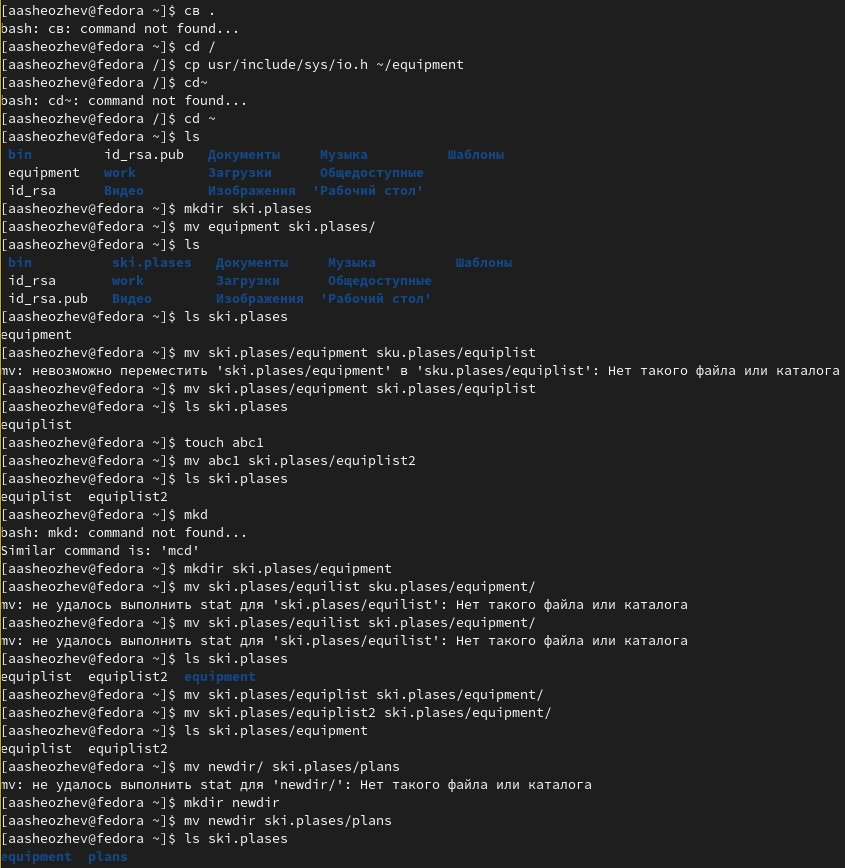 [aasheozhev@fedora ~]$ св .
bash: св: command not found...
[aasheozhev@fedora ~]$ cd /
[aasheozhev@fedora /]$ cp usr/include/sys/io.h ~/equipment
[aasheozhev@fedora /]$ cd~
bash: cd~: command not found...
[aasheozhev@fedora /]$ cd ~
[aasheozhev@fedora ~]$ ls
bin id_rsa.pub Документы Музыка Шаблоны
equipment work Загрузки Общедоступные
id_rsa Видео Изображения 'Рабочий стол'
[aasheozhev@fedora ~]$ mkdir ski.plases
[aasheozhev@fedora ~]$ mv equipment ski.plases/
[aasheozhev@fedora ~]$ ls
bin ski.plases Документы Музыка Шаблоны
id_rsa work Загрузки Общедоступные
id_rsa.pub Видео Изображения 'Рабочий стол'
[aasheozhev@fedora ~]$ ls ski.plases
equipment
[aasheozhev@fedora ~]$ mv ski.plases/equipment sku.plases/equiplist
mv: невозможно переместить 'ski.plases/equipment' в 'sku.plases/equiplist': Нет такого файла или каталога
[aasheozhev@fedora ~]$ mv ski.plases/equipment ski.plases/equiplist
[aasheozhev@fedora ~]$ ls ski.plases
equiplist
[aasheozhev@fedora ~]$ touch abc1
[aasheozhev@fedora ~]$ mv abc1 ski.plases/equiplist2
[aasheozhev@fedora ~]$ ls ski.plases
equiplist equiplist2
[aasheozhev@fedora ~]$ mkd
bash: mkd: command not found...
Similar command is: 'mcd'
[aasheozhev@fedora ~]$ mkdir ski.plases/equipment
[aasheozhev@fedora ~]$ mv ski.plases/equilist sku.plases/equipment/
mv: не удалось выполнить stat для 'ski.plases/equilist': Нет такого файла или каталога
[aasheozhev@fedora ~]$ mv ski.plases/equilist ski.plases/equipment/
mv: не удалось выполнить stat для 'ski.plases/equilist': Нет такого файла или каталога
[aasheozhev@fedora ~]$ ls ski.plases
equiplist equiplist2 equipment
[aasheozhev@fedora ~]$ mv ski.plases/equiplist ski.plases/equipment/
[aasheozhev@fedora ~]$ mv ski.plases/equiplist2 ski.plases/equipment/
[aasheozhev@fedora ~]$ ls ski.plases/equipment
equiplist equiplist2
[aasheozhev@fedora ~]$ mv newdir/ ski.plases/plans
mv: не удалось выполнить stat для 'newdir/': Нет такого файла или каталога
[aasheozhev@fedora ~]$ mkdir newdir
[aasheozhev@fedora ~]$ mv newdir ski.plases/plans
[aasheozhev@fedora ~]$ ls ski.plases
equipment plans